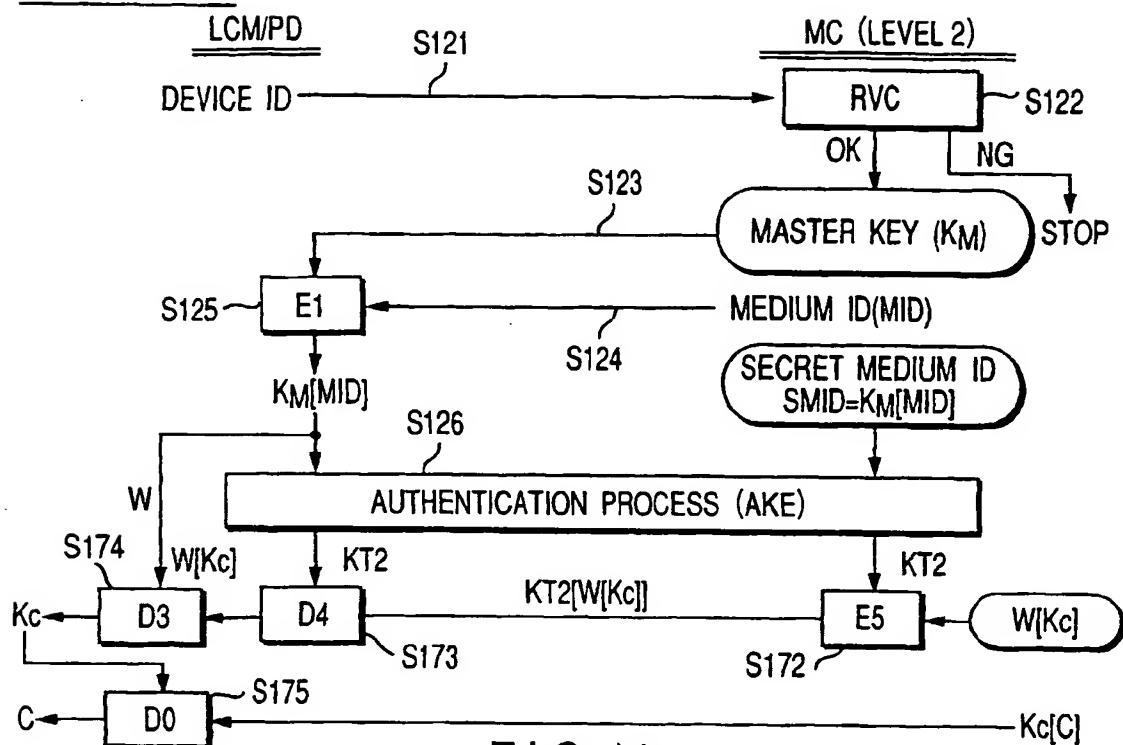 LCM/PD
MC (LEVEL 2)
S121
DEVICE ID
RVC
S122
OK
NG
S123
MASTER KEY (KM)
STOP
S125
E1
MEDIUM ID(MID)
S124
SECRET MEDIUM ID
SMID=KM[MID]
KM[MID]
S126
W
AUTHENTICATION PROCESS (AKE)
S174
W[Kc]
KT2
KT2
KT2[W[Kc]]
Kc
D3
D4
E5
W[Kc]
S173
S172
S175
C
D0
Kc[C]